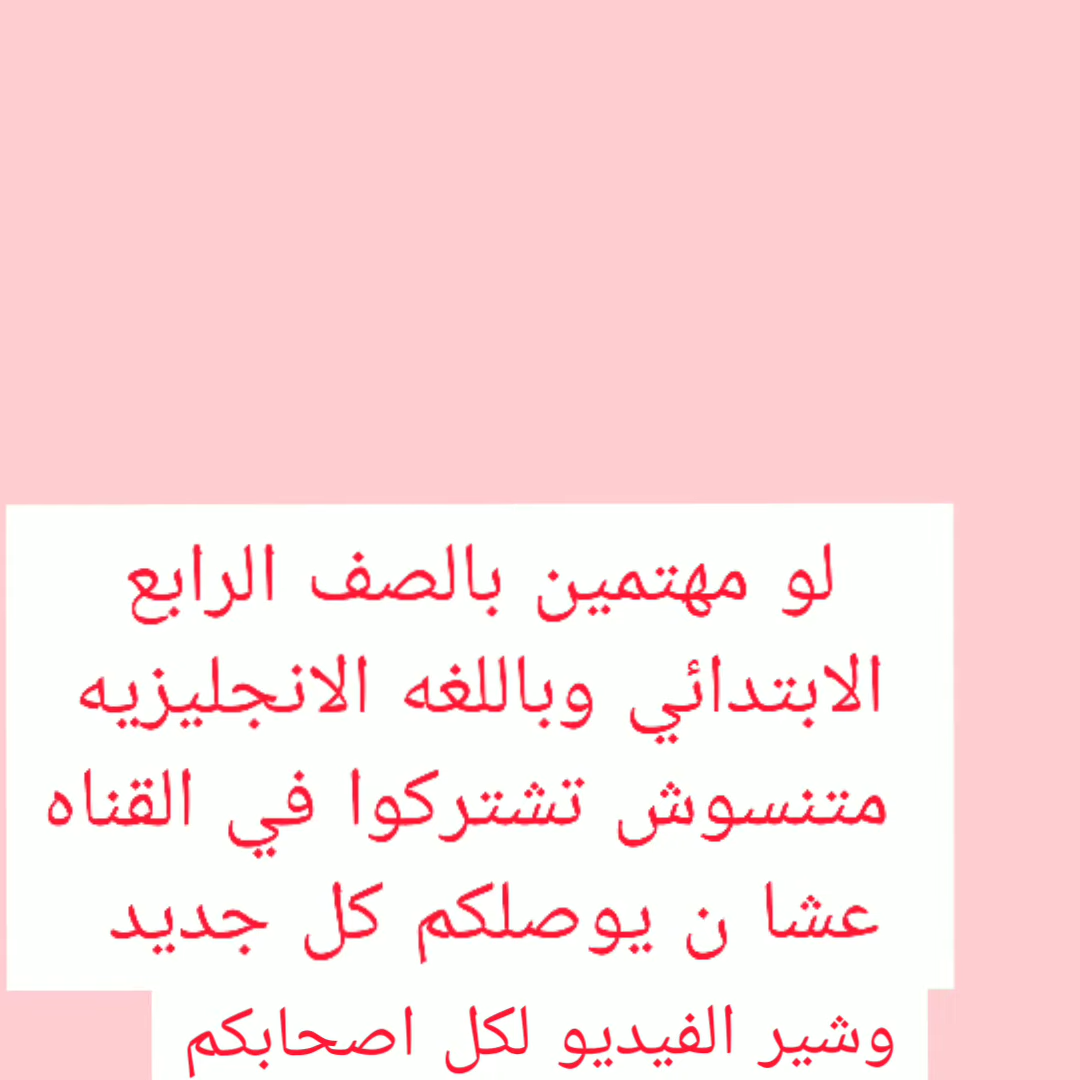 لو مهتمين بالصف الرابع
الابتدائي وباللغه الانجليزيه
متنسوش تشتركوا في القناه
عشا ن يوصلكم كل جديد
وشير الفيديو لكل اصحابكم